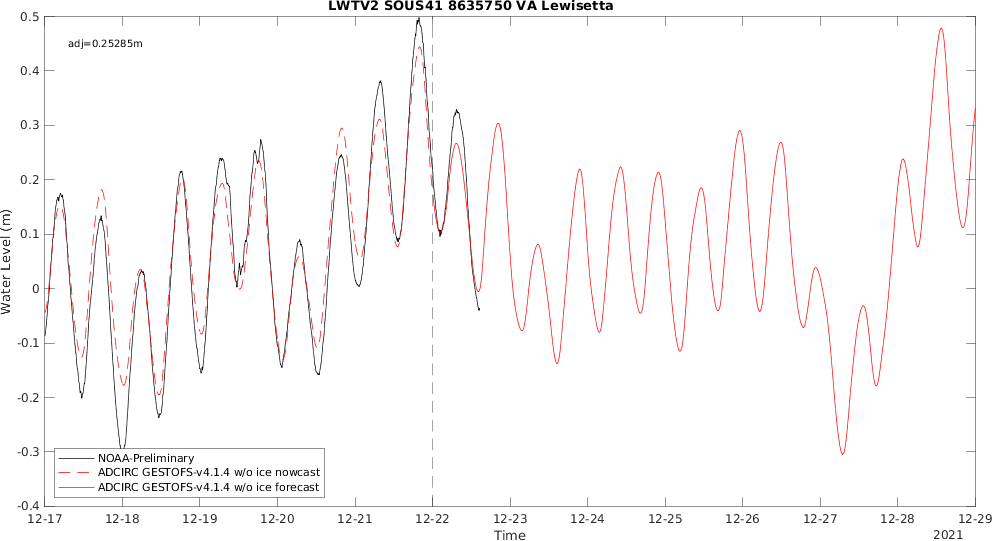 LWTV2 SOUS41 8635750 VA Lewisetta
adj=0.25285m
0.5
0.4
0.3
0.2
0.1
0
-0.1
-0.2
-0.3
-0.4
Water Level (m)
NOAA-Preliminary
ADCIRC GESTOFS-v4.1.4 w/o ice nowcast
ADCIRC GESTOFS-v4.1.4 w/o ice forecast
12-17 12-18 12-19 12-20 12-21 12-22 12-23 12-24 12-25 12-26 12-27 12-28 12-29
Time
2021